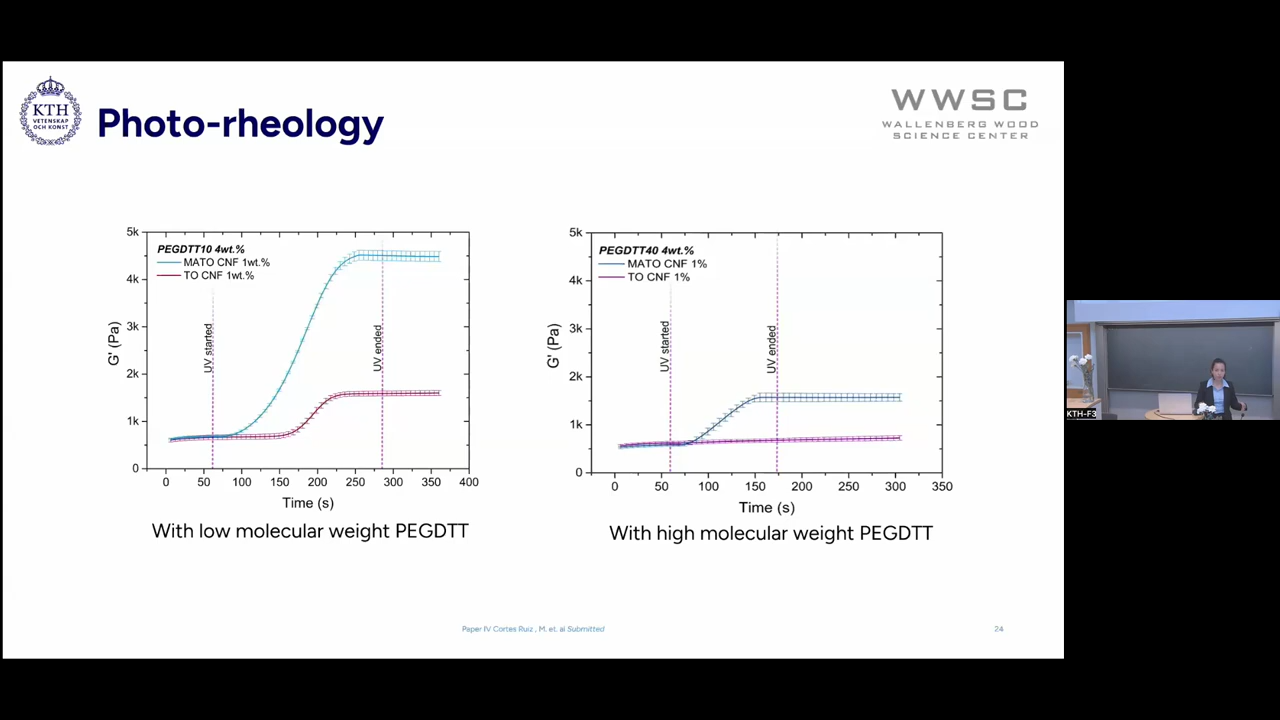 KTH
VETENSKAP
OCH KONST
Photo-rheology
WWSC
WALLENBERG WOOD
SCIENCE CENTER
PEGDTT10 4wt.%
MATO CNF 1wt.%
TO CNF 1wt.%
5k
4k
3k
2k
1k
0
G' (Pa)
UV started
UV ended
0 50 100 150 200 250 300 350 400
Time (s)
With low molecular weight PEGDTT
PEGDTT40 4wt.%
MATO CNF 1%
TO CNF 1%
5k
4k
3k
2k
1k
0
G' (Pa)
UV started
UV ended
0 50 100 150 200 250 300 350
Time (s)
With high molecular weight PEGDTT
Paper IV Cortes Ruiz , M. et. al Submitted
24
KTH-F3